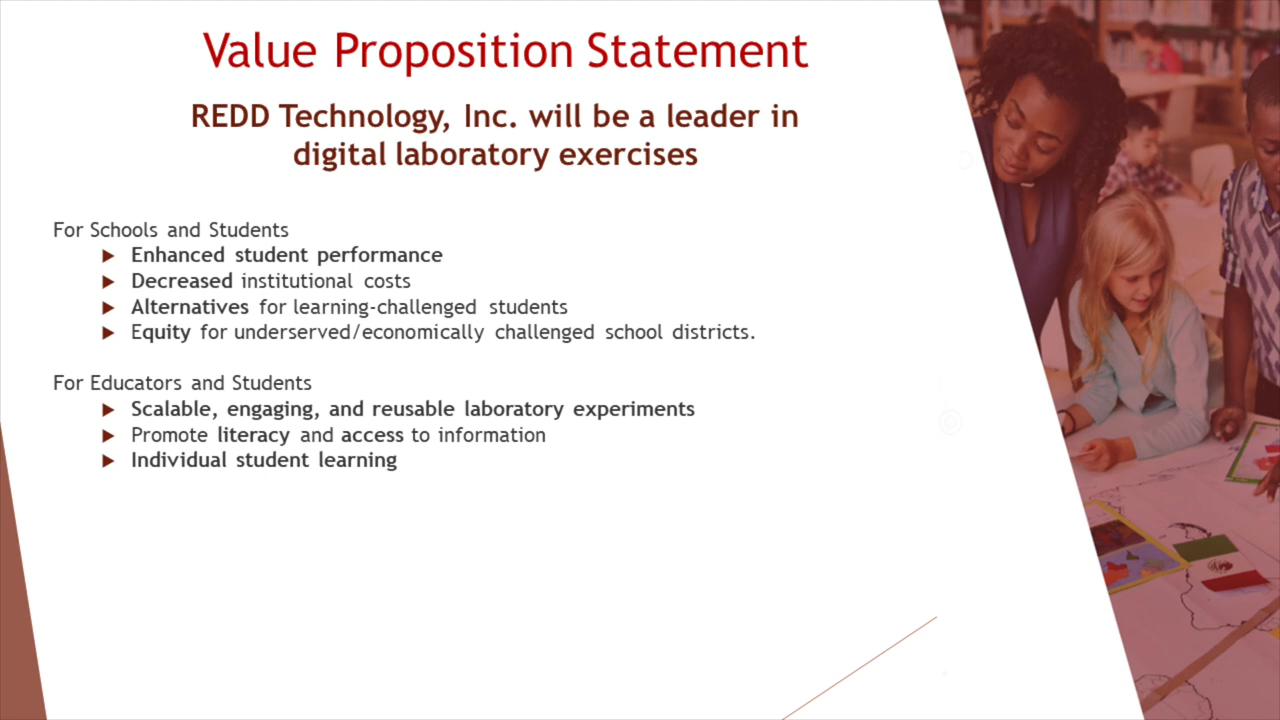 Value Proposition Statement
REDD Technology, Inc. will be a leader in
digital laboratory exercises
For Schools and Students
Enhanced student performance
Decreased institutional costs
Alternatives for learning-challenged students
Equity for underserved/economically challenged school districts.
For Educators and Students
Scalable, engaging, and reusable laboratory experiments
Promote literacy and access to information
Individual student learning